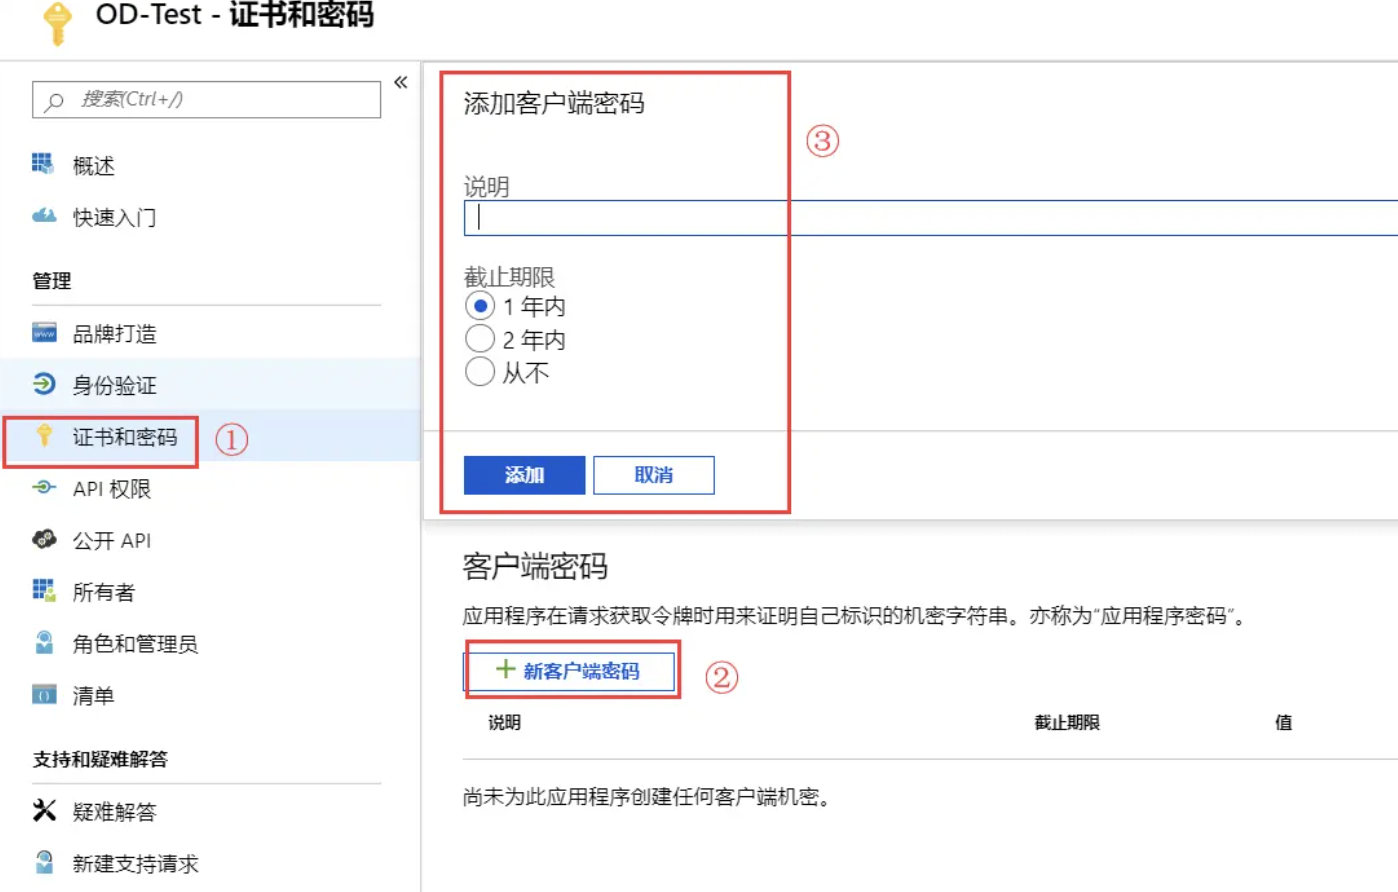 OD-Test - 证书和密码
搜索(Ctrl+/)
«
概述
快速入门
管理
品牌打造
身份验证
证书和密码
①
API 权限
公开 API
所有者
角色和管理员
清单
支持和疑难解答
疑难解答
新建支持请求
添加客户端密码
③
说明
截止期限
1 年内
2 年内
从不
添加 取消
客户端密码
应用程序在请求获取令牌时用来证明自己标识的机密字符串。亦称为“应用程序密码”。
+ 新客户端密码
②
说明 截止期限 值
尚未为此应用程序创建任何客户端机密。